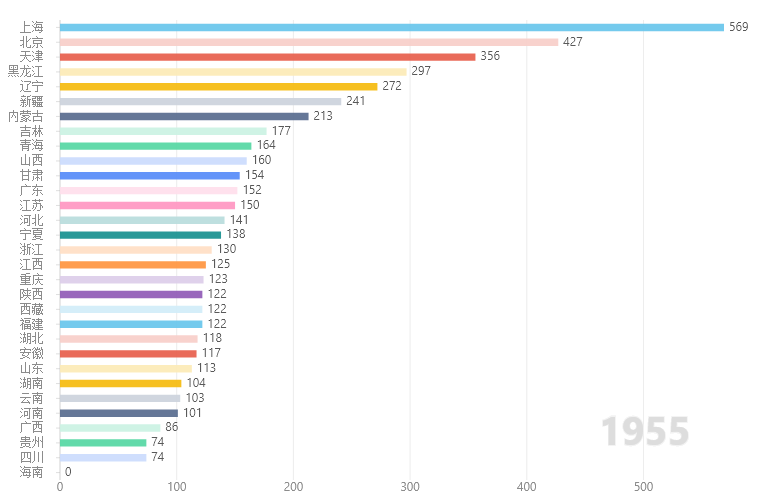 上海 569
北京 427
天津 356
黑龙江 297
辽宁 272
新疆 241
内蒙古 213
吉林 177
青海 164
山西 160
甘肃 154
广东 152
江苏 150
河北 141
宁夏 138
浙江 130
江西 125
重庆 123
陕西 122
西藏 122
福建 122
湖北 118
安徽 117
山东 113
湖南 104
云南 103
河南 101
广西 86
贵州 74
四川 74
海南 0
1955
0 100 200 300 400 500